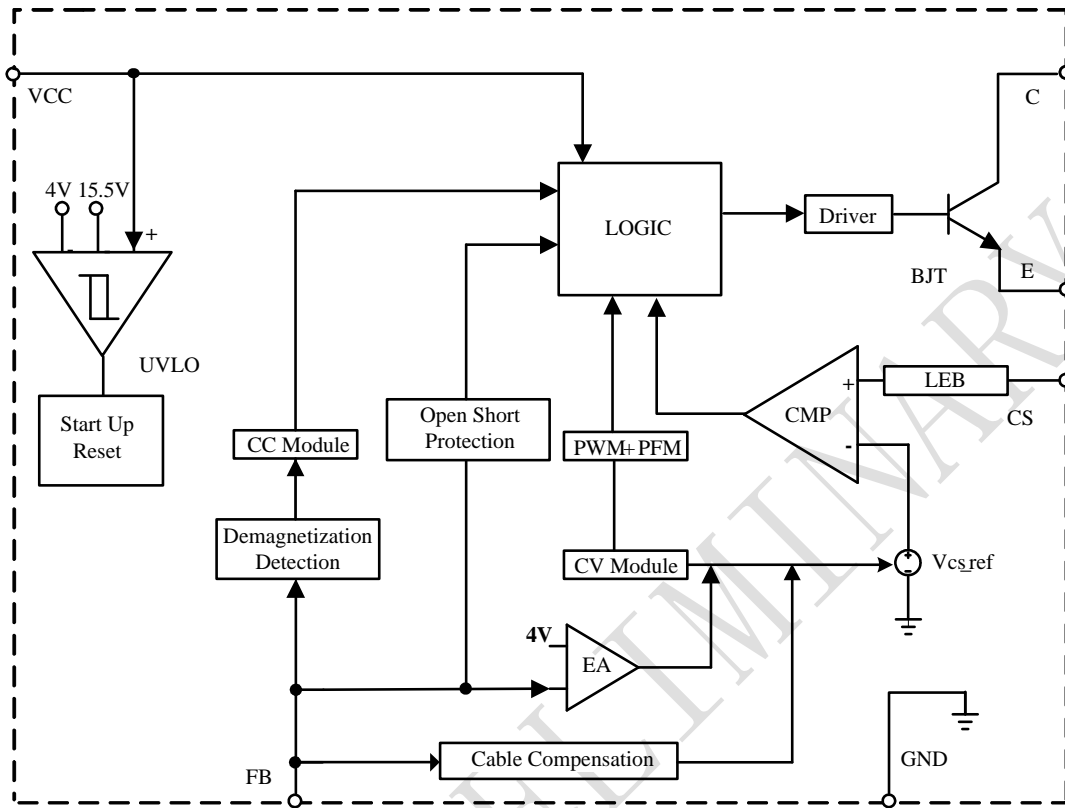 VCC
C
4V 15.5V
+
-
-
LOGIC
Driver
BJT
E
UVLO
Start Up
Reset
CC Module
Open Short
Protection
PWM+PFM
CMP
+
-
LEB
CS
Demagnetization
Detection
CV Module
+
-
Vcs_ref
4V
EA
Cable Compensation
FB
GND
ELIMINARY